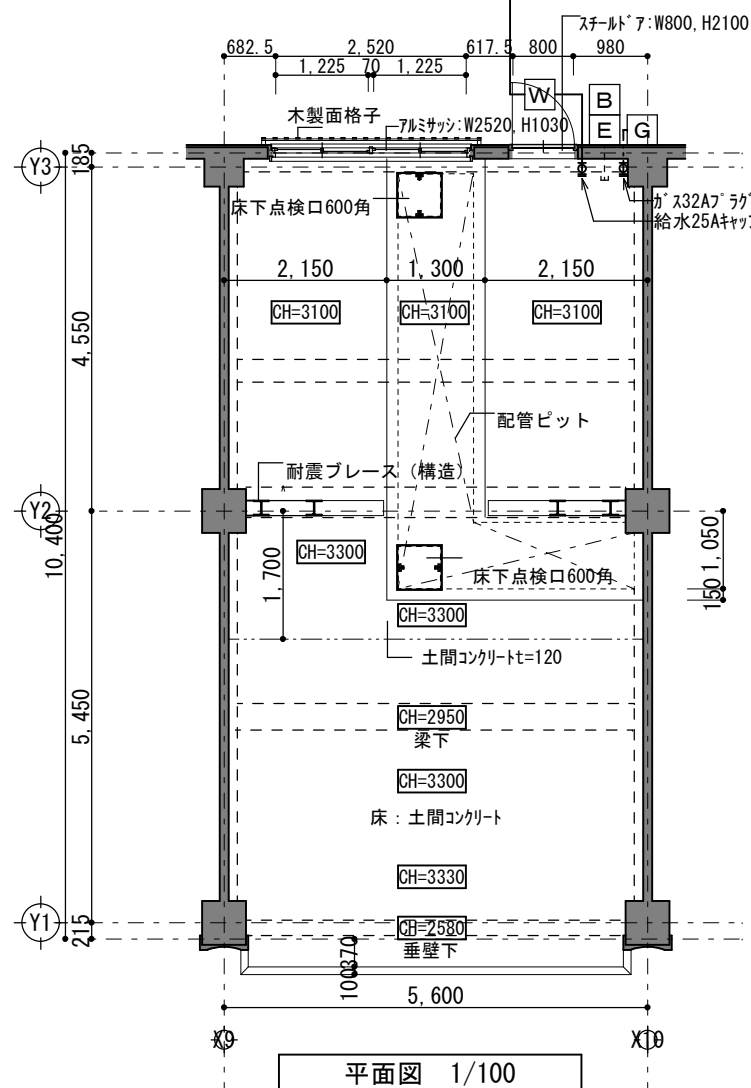 スチールドア:W800, H2100
682.5 2,520 617.5 800 980
1,225 70 1,225
W
B
E G
木製面格子
アルミサッシ:W2520, H1030
Y3
185
床下点検口600角
E
ガス32Aプラグ
給水25Aキャップ
2,150 1,300 2,150
CH=3100 CH=3100 CH=3100
4,550
配管ピット
耐震ブレース (構造)
Y2
10,400
CH=3300
1,700
床下点検口600角
1,050
150
CH=3300
土間コンクリートt=120
5,450
CH=2950
梁下
CH=3300
床：土間コンクリート
CH=3330
Y1
CH=2580
215
垂壁下
370
100
5,600
X9 X10
平面図 1/100